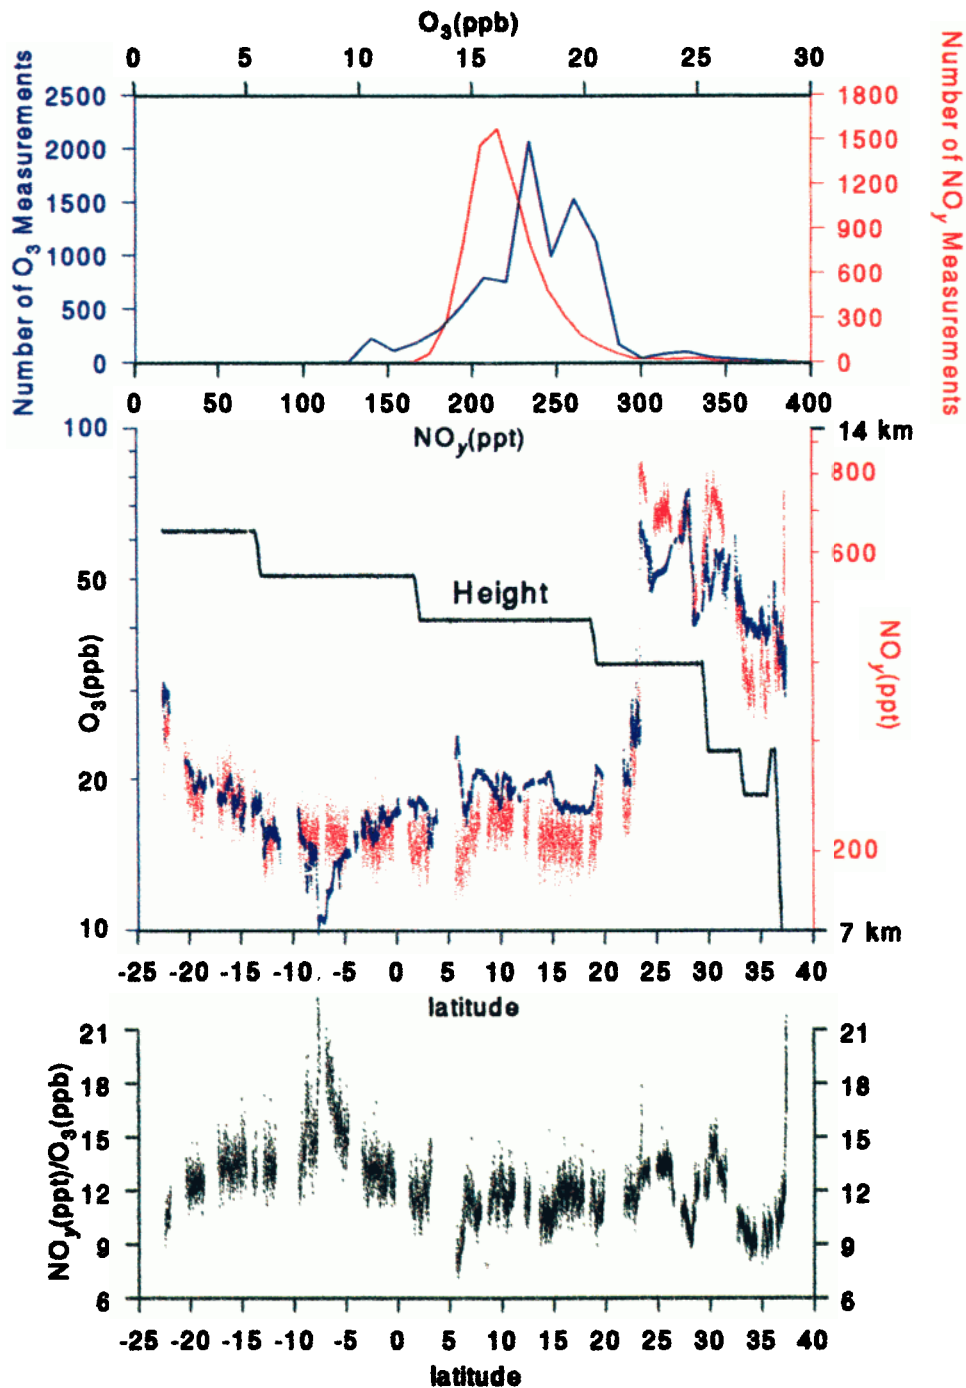 O3(ppb)
0 5 10 15 20 25 30
Number of O3 Measurements
2500
2000
1500
1000
500
0
1800
1500
1200
900
600
300
0
Number of NOy Measurements
0 50 100 150 200 250 300 350 400
NOy(ppt)
100
50
30
20
10
O3(ppb)
Height
14 km
800
600
200
7 km
NOy(ppt)
-25 -20 -15 -10 -5 0 5 10 15 20 25 30 35 40
latitude
NOy(ppt)/O3(ppb)
21
18
15
12
9
6
21
18
15
12
9
6
-25 -20 -15 -10 -5 0 5 10 15 20 25 30 35 40
latitude